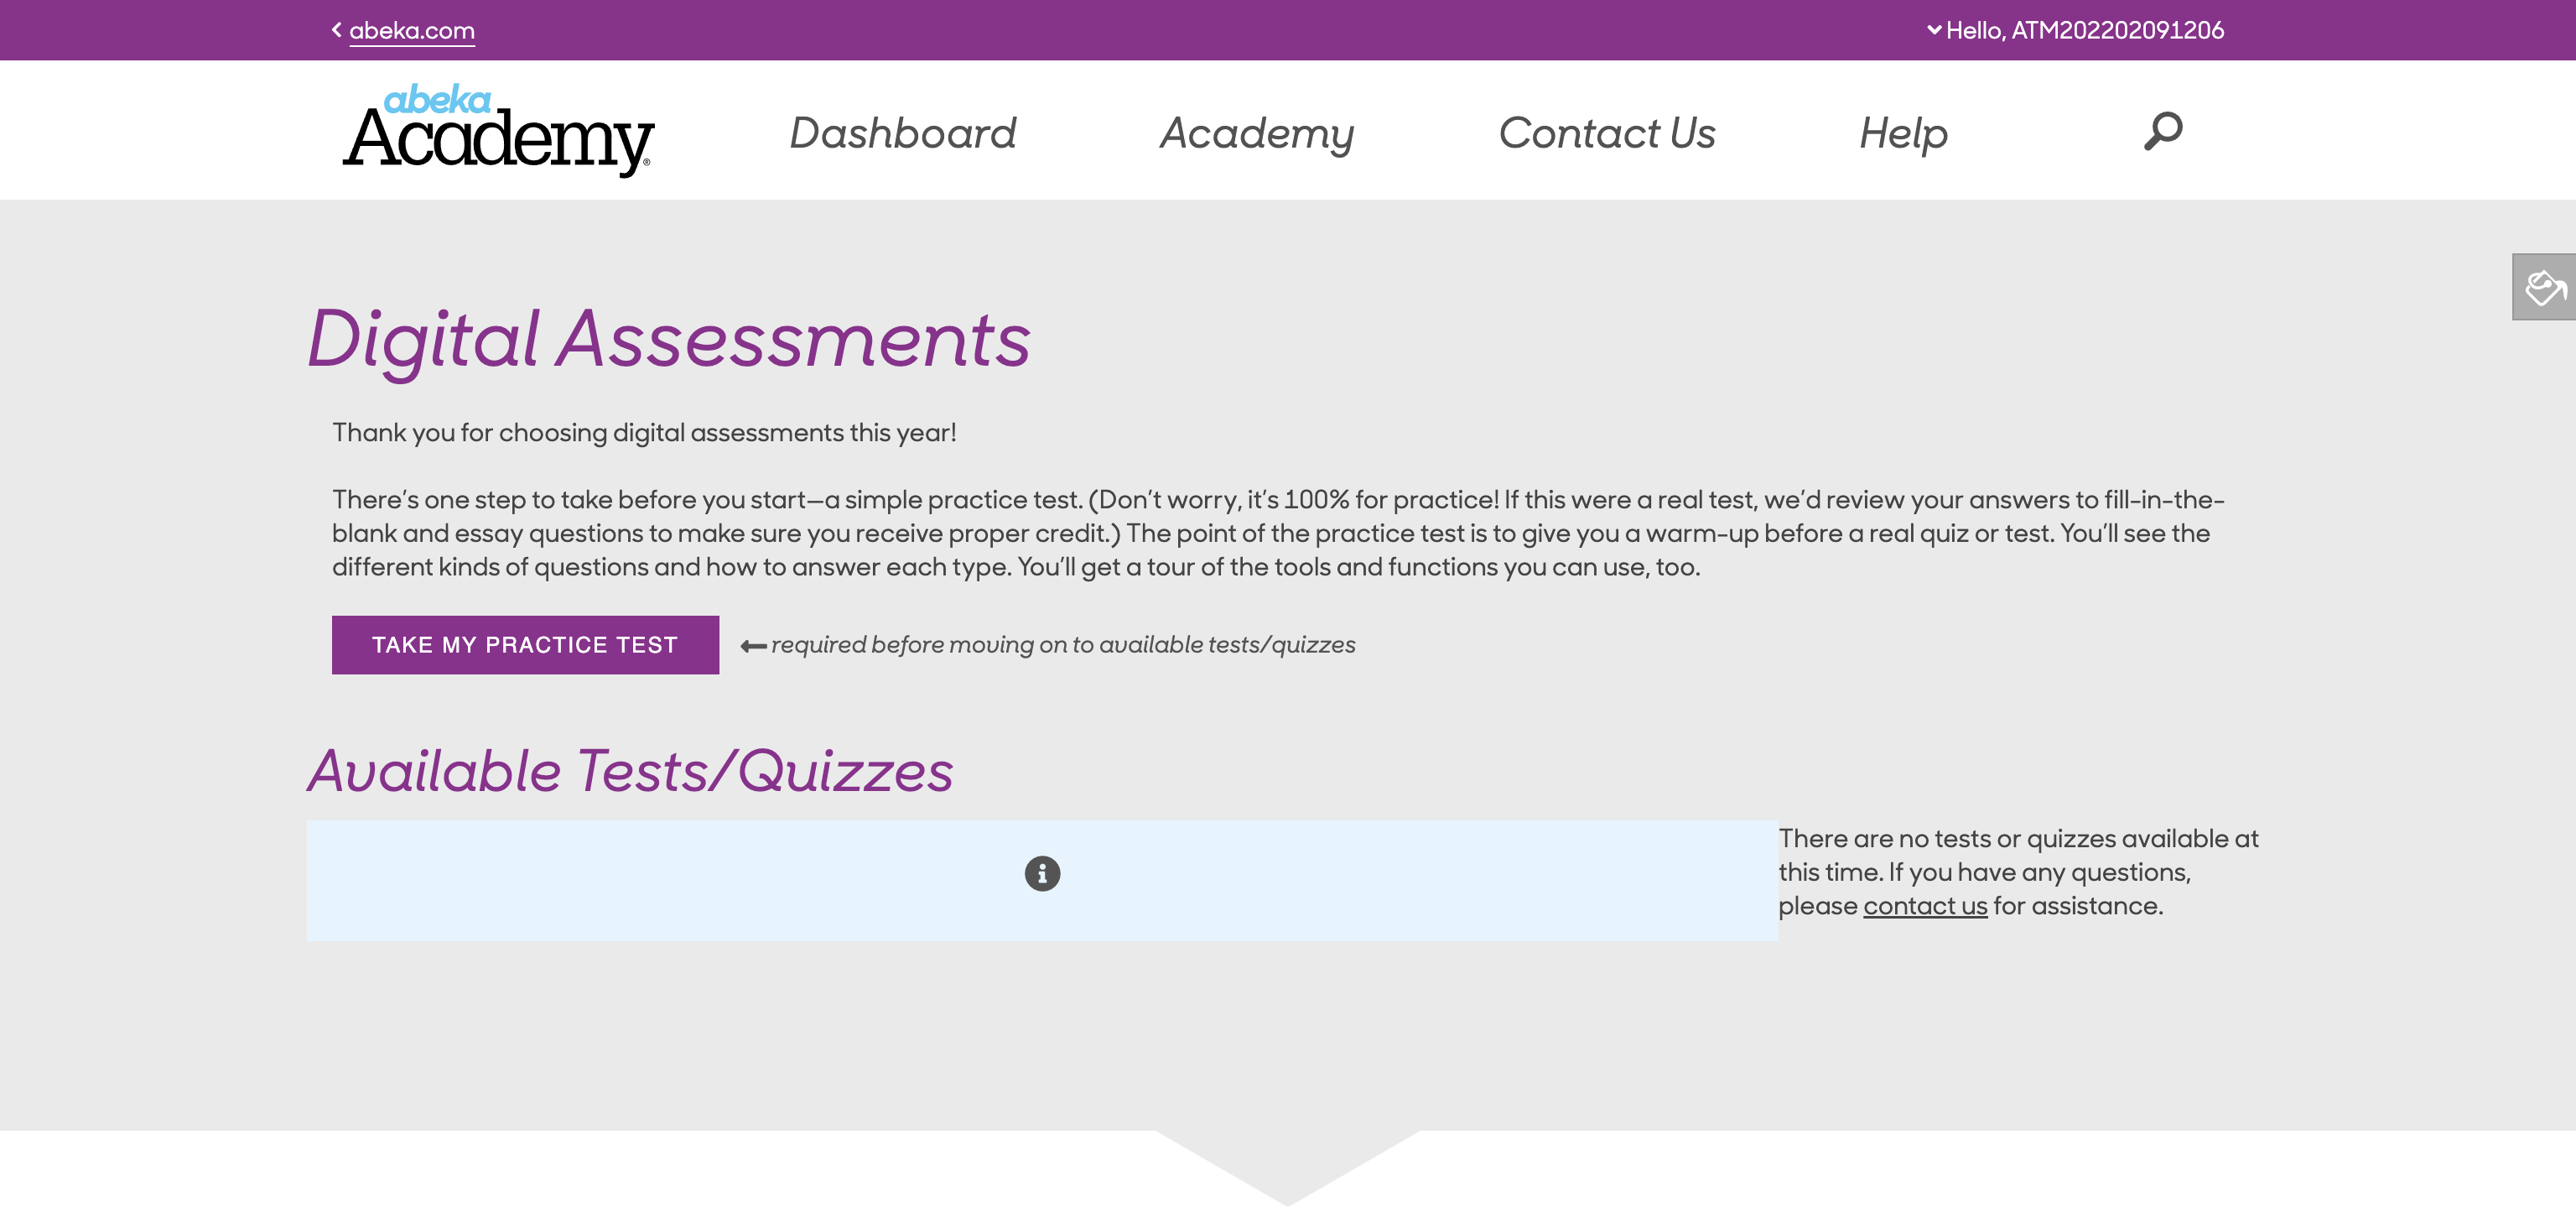 abeka.com
Hello, ATM202202091206
abeka
Academy®
Dashboard
Academy
Contact Us
Help
Digital Assessments
Thank you for choosing digital assessments this year!
There’s one step to take before you start—a simple practice test. (Don’t worry, it’s 100% for practice! If this were a real test, we’d review your answers to fill-in-the-
blank and essay questions to make sure you receive proper credit.) The point of the practice test is to give you a warm-up before a real quiz or test. You’ll see the
different kinds of questions and how to answer each type. You’ll get a tour of the tools and functions you can use, too.
TAKE MY PRACTICE TEST
required before moving on to available tests/quizzes
Available Tests/Quizzes
There are no tests or quizzes available at
this time. If you have any questions,
please contact us for assistance.